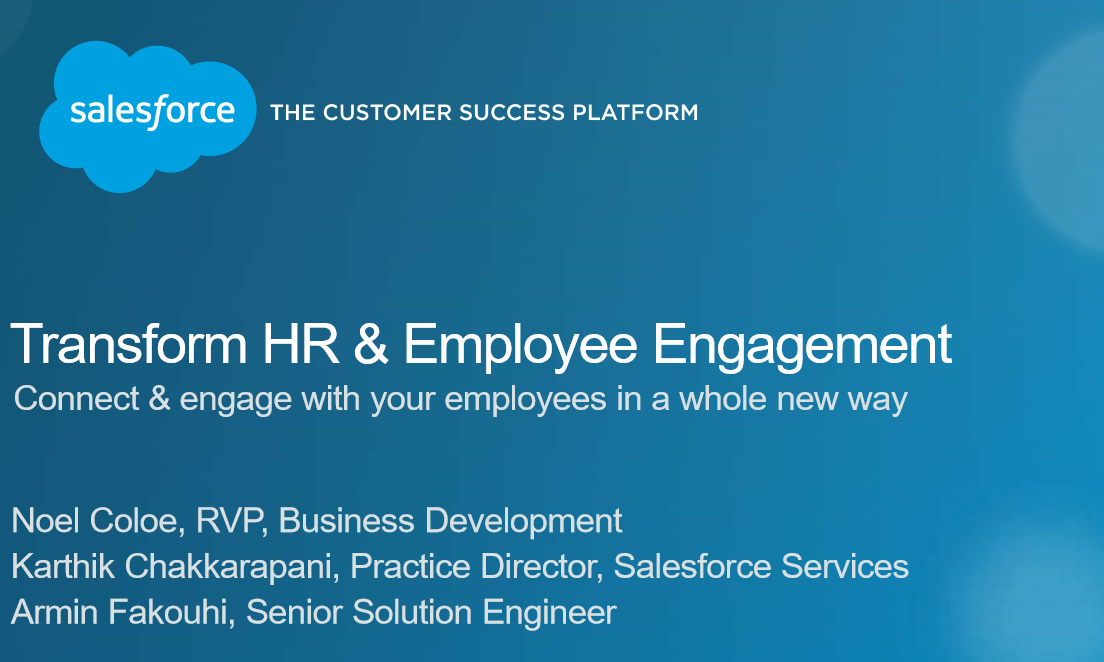 salesforce THE CUSTOMER SUCCESS PLATFORM
Transform HR & Employee Engagement
Connect & engage with your employees in a whole new way
Noel Coloe, RVP, Business Development
Karthik Chakkarapani, Practice Director, Salesforce Services
Armin Fakouhi, Senior Solution Engineer